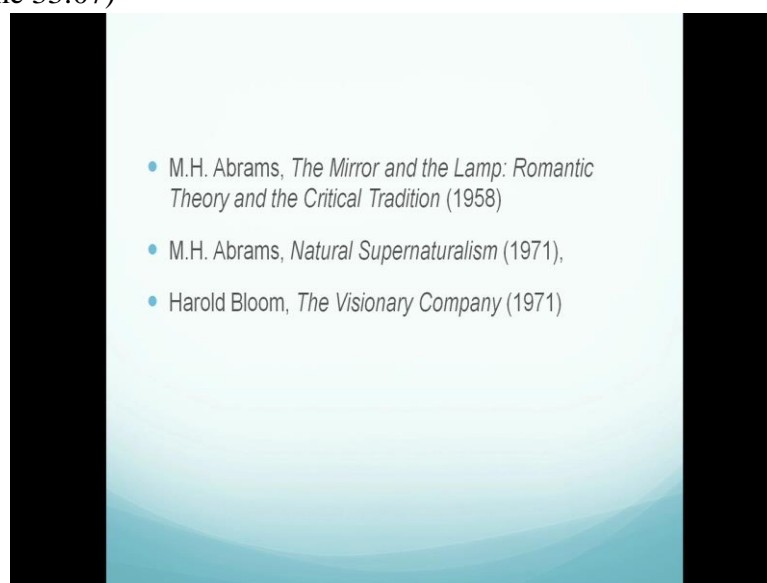 • M.H. Abrams, The Mirror and the Lamp: Romantic
Theory and the Critical Tradition (1958)
• M.H. Abrams, Natural Supernaturalism (1971),
• Harold Bloom, The Visionary Company (1971)